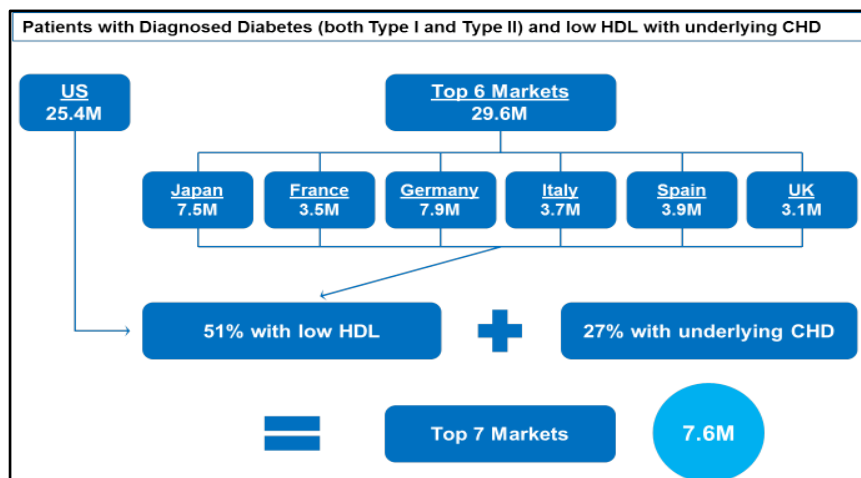 Patients with Diagnosed Diabetes (both Type I and Type II) and low HDL with underlying CHD
US
25.4M
Top 6 Markets
29.6M
Japan
7.5M
France
3.5M
Germany
7.9M
Italy
3.7M
Spain
3.9M
UK
3.1M
51% with low HDL
27% with underlying CHD
Top 7 Markets
7.6M